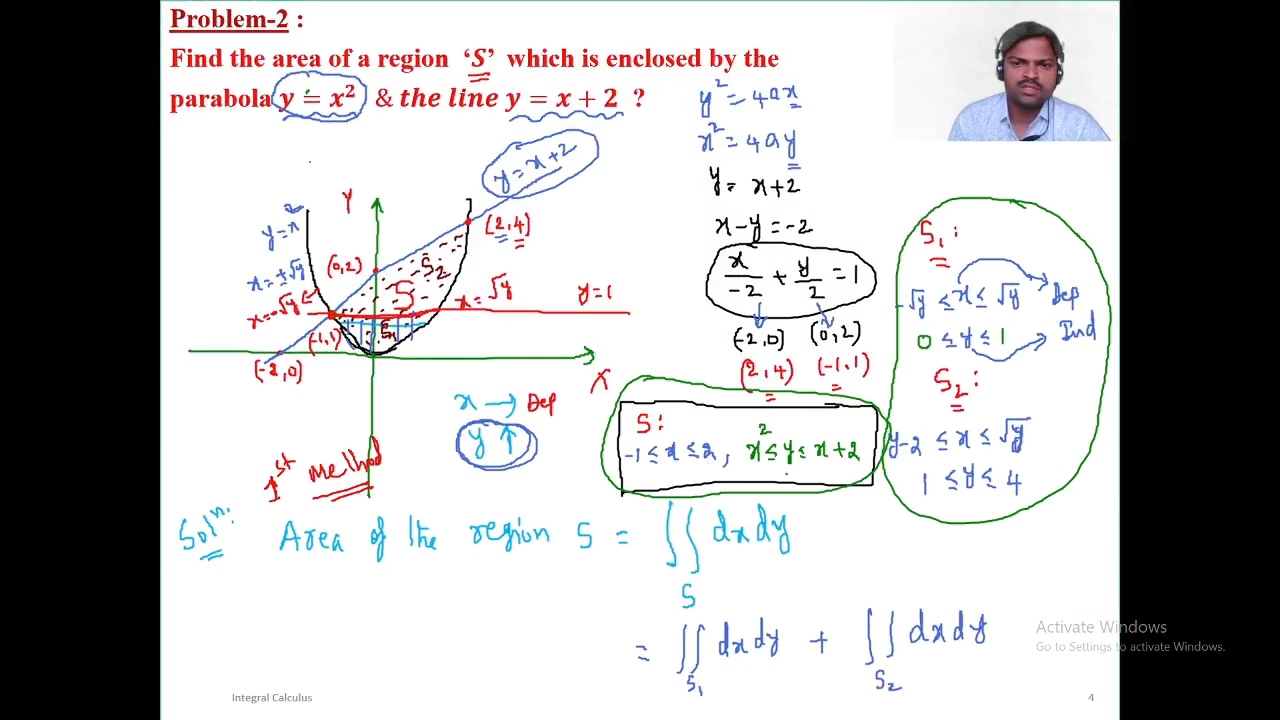 Problem-2 :
Find the area of a region ‘S’ which is enclosed by the
parabola y = x² & the line y = x + 2 ?
y² = 4ax
x² = 4ay
y = x+2
x-y = -2
x/-2 + y/2 = 1
(-2,0) (0,2)
(2,4) (-1,1)
y = x+2
Y
y = x²
(2,4)
(0,2)
x = ±√y
x = -√y
S₂
S
x = √y
y = 1
S₁
(-1,1)
(-2,0)
X
x → Dep
y ↑
1st method
S:
-1 ≤ x ≤ 2, x² ≤ y ≤ x+2
S₁:
-√y ≤ x ≤ √y Dep
0 ≤ y ≤ 1 Ind
S₂:
y-2 ≤ x ≤ √y
1 ≤ y ≤ 4
Solⁿ: Area of the region S = ∬ dx dy
S
= ∬ dx dy + ∬ dx dy
S₁ S₂
Activate Windows
Go to Settings to activate Windows.
Integral Calculus 4